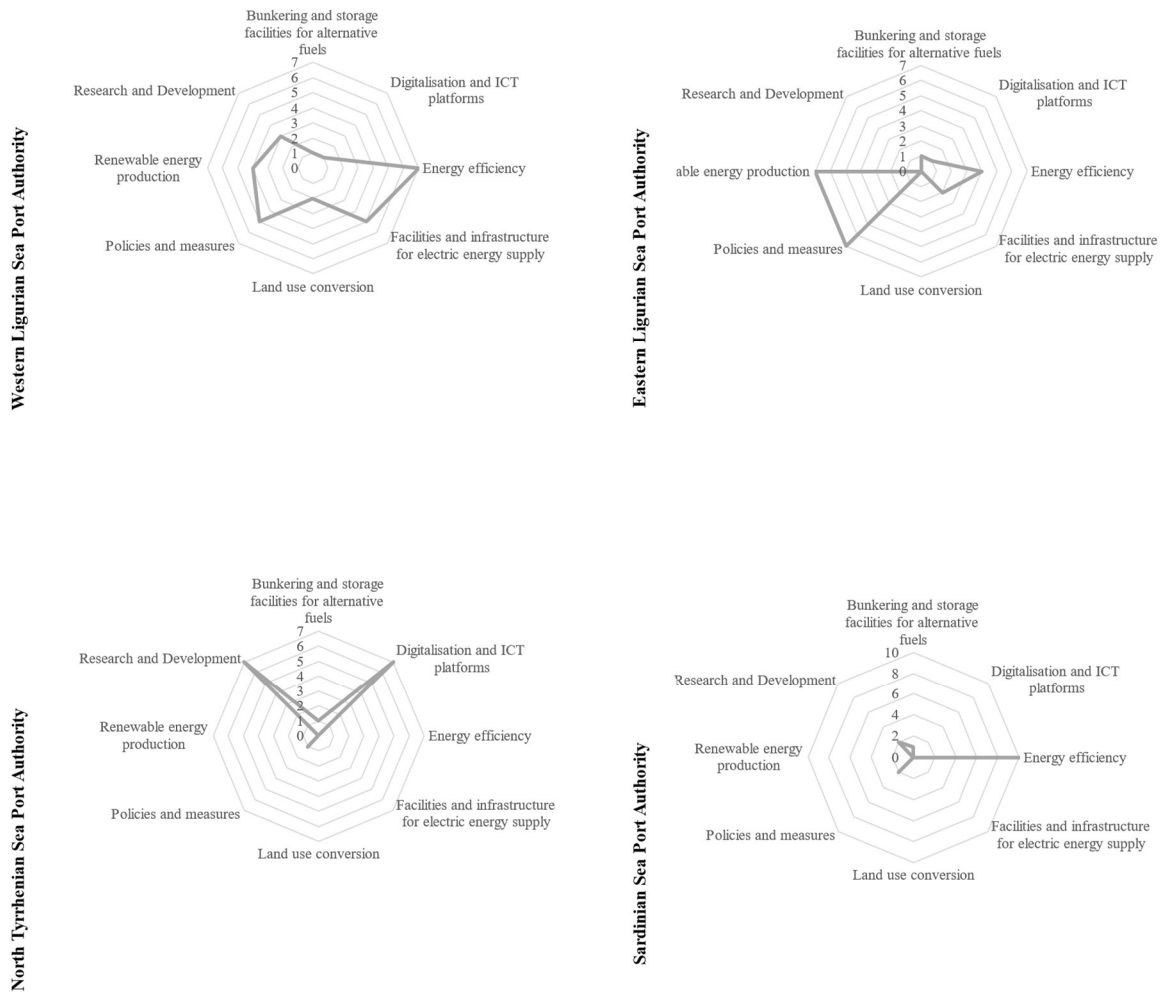 Western Ligurian Sea Port Authority
Bunkering and storage
facilities for alternative
fuels
Digitalisation and ICT
platforms
Energy efficiency
Facilities and infrastructure
for electric energy supply
Land use conversion
Policies and measures
Renewable energy
production
Research and Development
7
6
5
4
3
2
1
0
Eastern Ligurian Sea Port Authority
Bunkering and storage
facilities for alternative fuels
Digitalisation and ICT
platforms
Energy efficiency
Facilities and infrastructure
for electric energy supply
Land use conversion
Policies and measures
able energy production
Research and Development
7
6
5
4
3
2
1
0
North Tyrrhenian Sea Port Authority
Bunkering and storage
facilities for alternative
fuels
Digitalisation and ICT
platforms
Energy efficiency
Facilities and infrastructure
for electric energy supply
Land use conversion
Policies and measures
Renewable energy
production
Research and Development
7
6
5
4
3
2
1
0
Sardinian Sea Port Authority
Bunkering and storage
facilities for alternative
fuels
Digitalisation and ICT
platforms
Energy efficiency
Facilities and infrastructure
for electric energy supply
Land use conversion
Policies and measures
Renewable energy
production
Research and Development
10
8
6
4
2
0